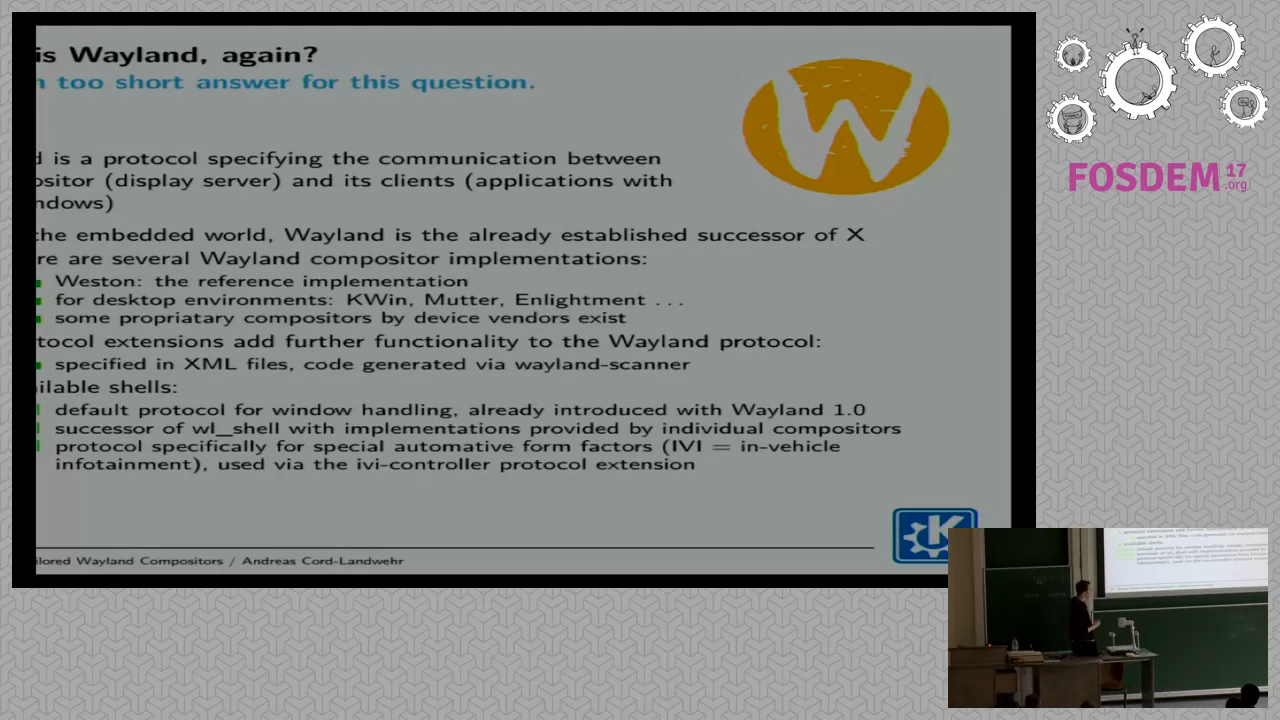 is Wayland, again?
too short answer for this question.
is a protocol specifying the communication between
(display server) and its clients (applications with
the embedded world, Wayland is the already established successor of X
are several Wayland compositor implementations:
Weston: the reference implementation
for desktop environments: KWin, Mutter, Enlightment ...
some propriatary compositors by device vendors exist
tocol extensions add further functionality to the Wayland protocol:
specified in XML files, code generated via wayland-scanner
ilable shells:
default protocol for window handling, already introduced with Wayland 1.0
successor of wl_shell with implementations provided by individual compositors
protocol specifically for special automative form factors (IVI = in-vehicle
infotainment), used via the ivi-controller protocol extension
ilored Wayland Compositors / Andreas Cord-Landwehr
FOSDEM 17
.org